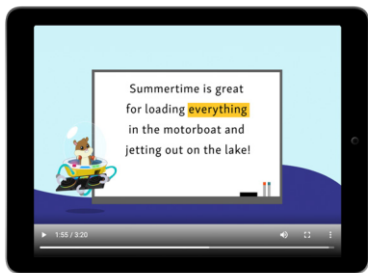 Summertime is great
for loading everything
in the motorboat and
jetting out on the lake!
1:55 / 3:20